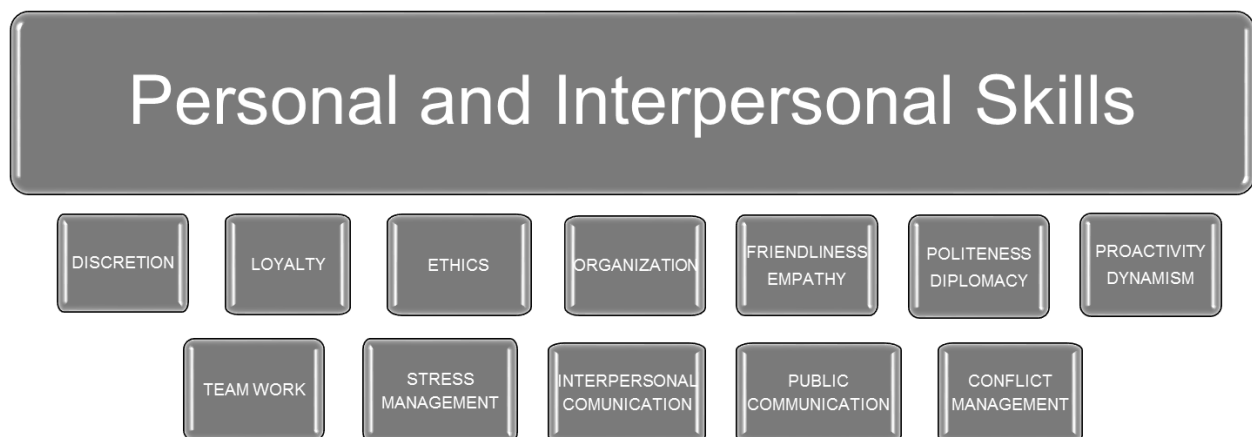 Personal and Interpersonal Skills
DISCRETION
LOYALTY
ETHICS
ORGANIZATION
FRIENDLINESS
EMPATHY
POLITENESS
DIPLOMACY
PROACTIVITY
DYNAMISM
TEAM WORK
STRESS
MANAGEMENT
INTERPERSONAL
COMUNICATION
PUBLIC
COMMUNICATION
CONFLICT
MANAGEMENT